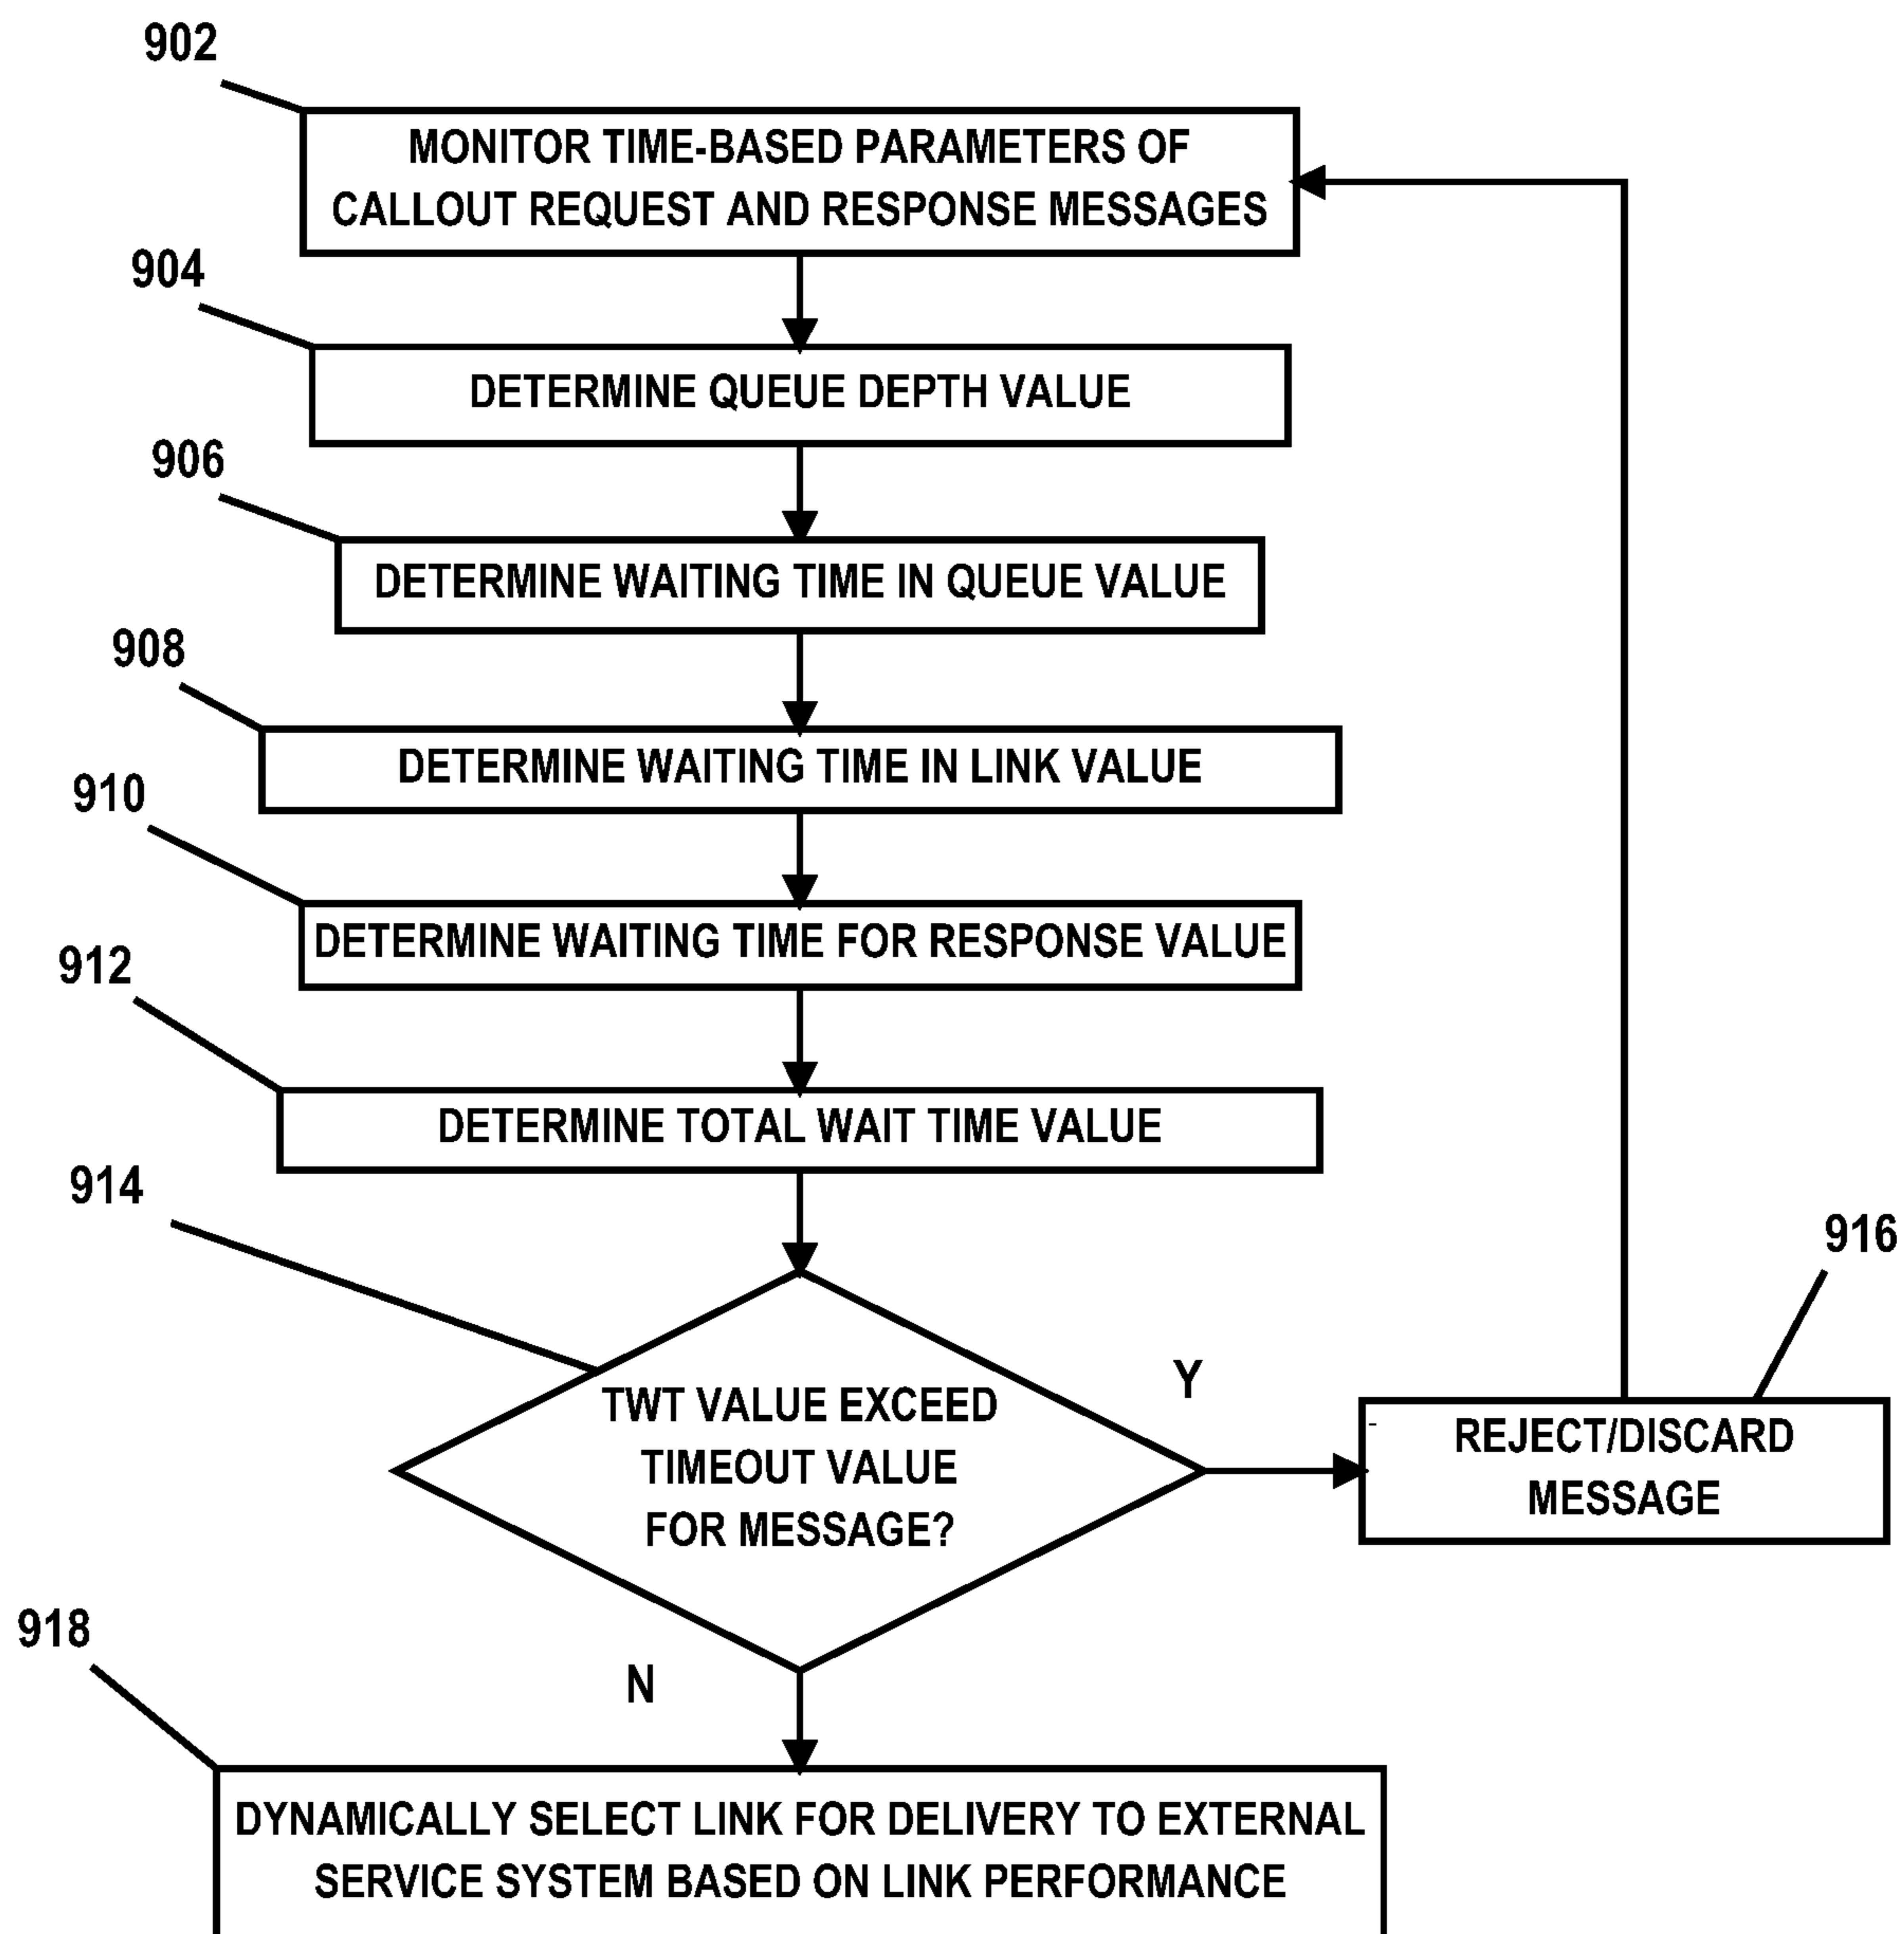 902
MONITOR TIME-BASED PARAMETERS OF
CALLOUT REQUEST AND RESPONSE MESSAGES
904
DETERMINE QUEUE DEPTH VALUE
906
DETERMINE WAITING TIME IN QUEUE VALUE
908
DETERMINE WAITING TIME IN LINK VALUE
910
DETERMINE WAITING TIME FOR RESPONSE VALUE
912
DETERMINE TOTAL WAIT TIME VALUE
914
TWT VALUE EXCEED
TIMEOUT VALUE
FOR MESSAGE?
Y
916
REJECT/DISCARD
MESSAGE
N
918
DYNAMICALLY SELECT LINK FOR DELIVERY TO EXTERNAL
SERVICE SYSTEM BASED ON LINK PERFORMANCE